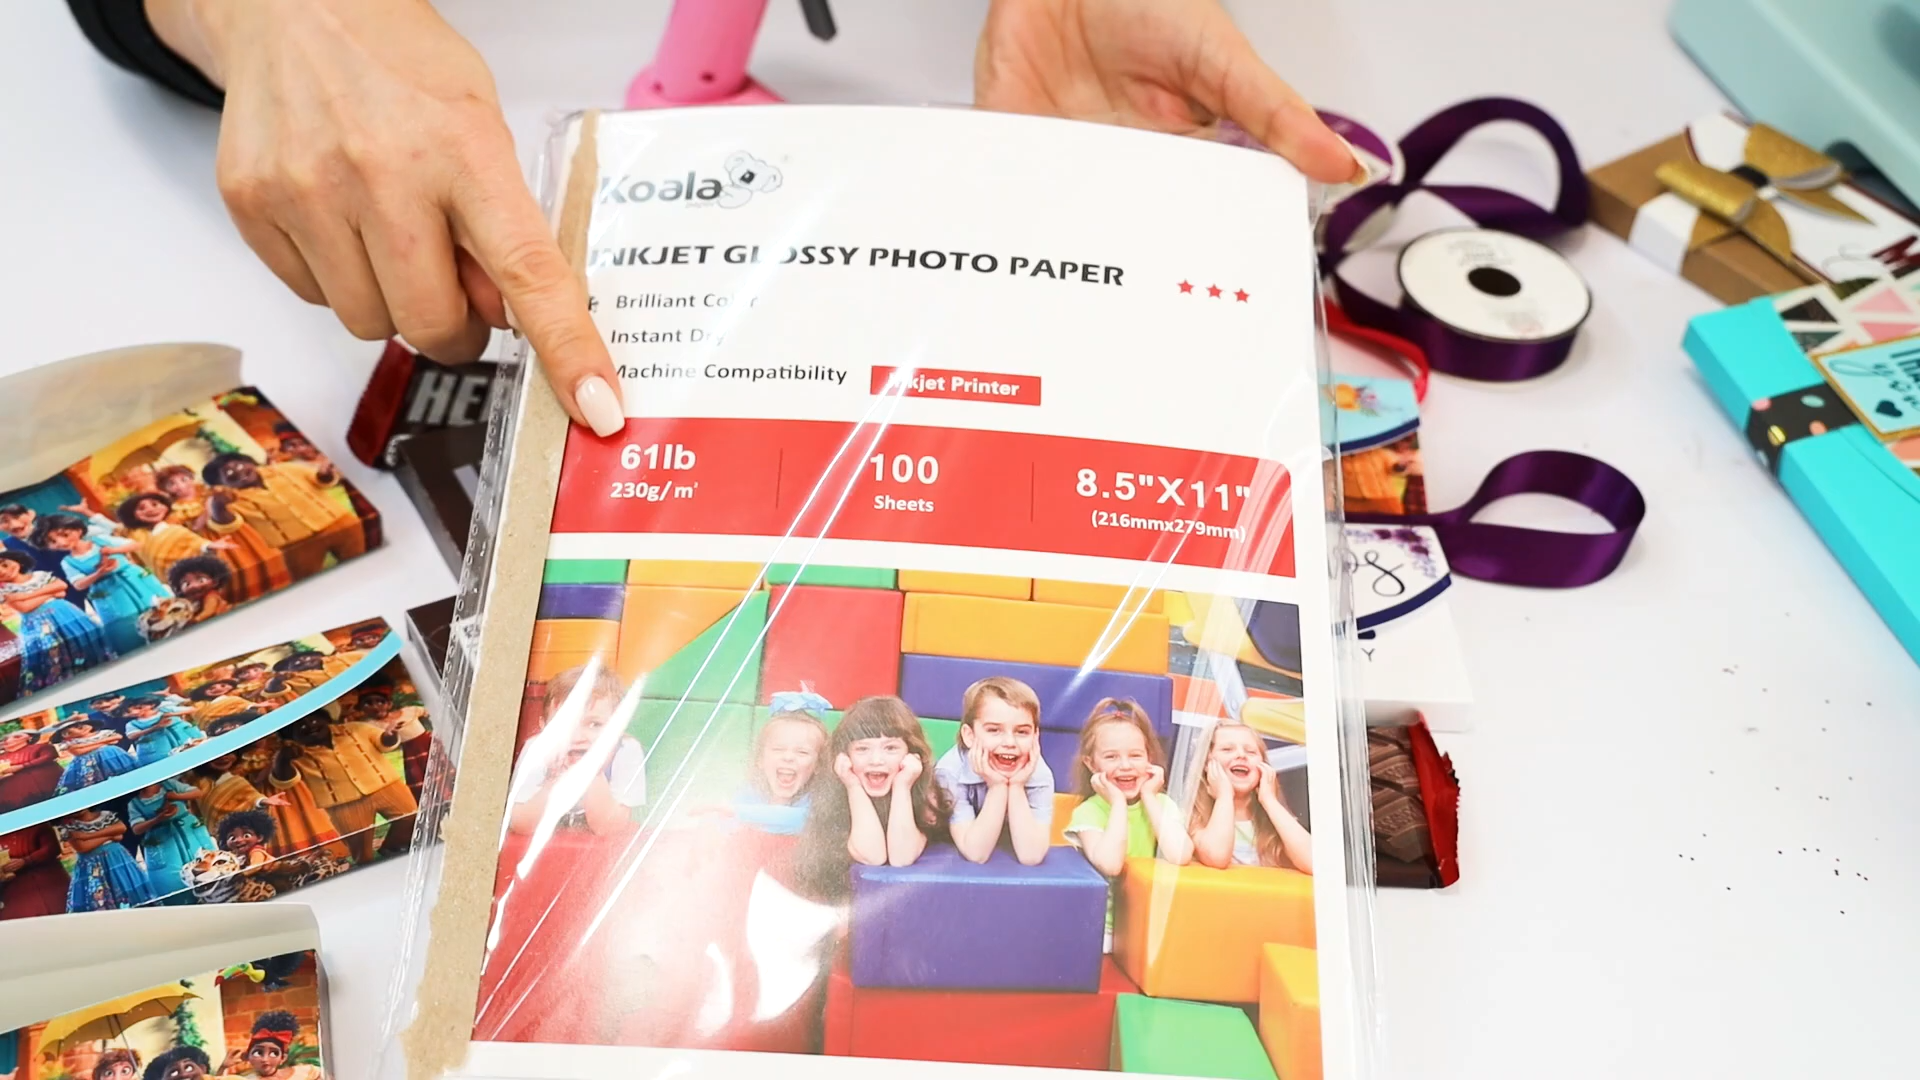 Koala
INKJET GLOSSY PHOTO PAPER
Brilliant Color
Instant Dry
Machine Compatibility
Inkjet Printer
61lb
230g/m²
100
Sheets
8.5"X11"
(216mmx279mm)
HE
Y